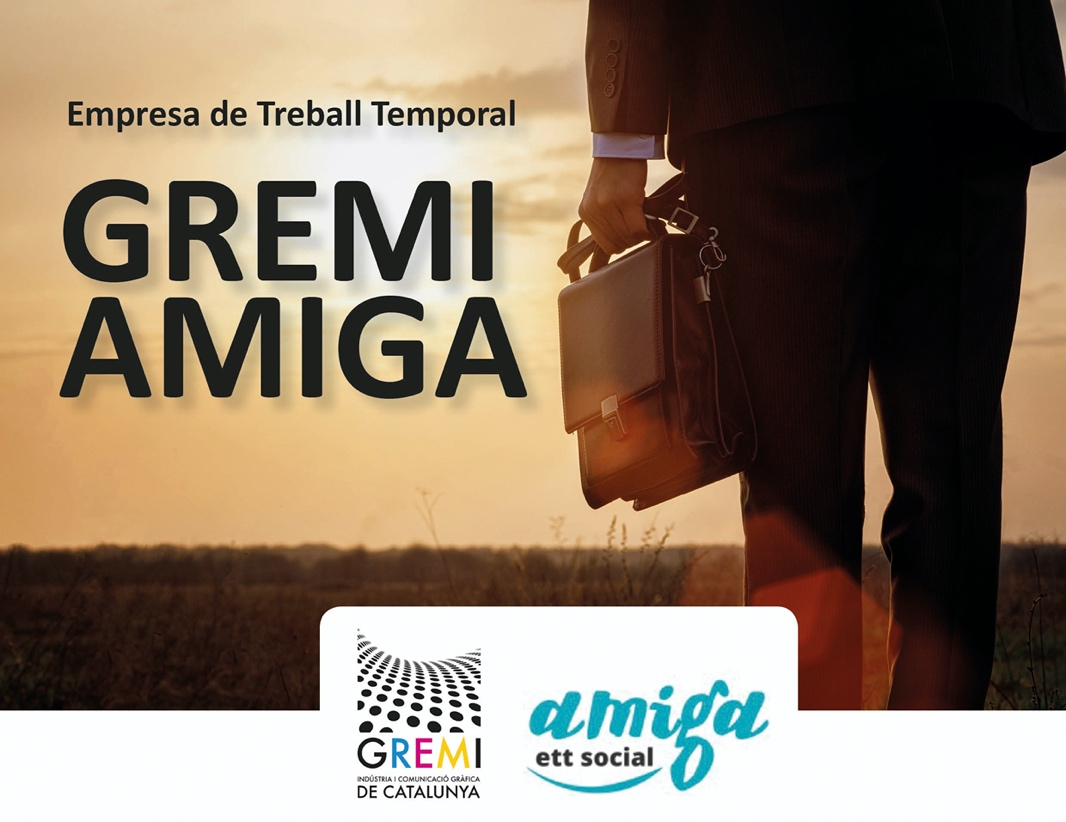 Empresa de Treball Temporal
GREMI
AMIGA
GREMI
INDÚSTRIA I COMUNICACIÓ GRÀFICA
DE CATALUNYA
amiga
ett social